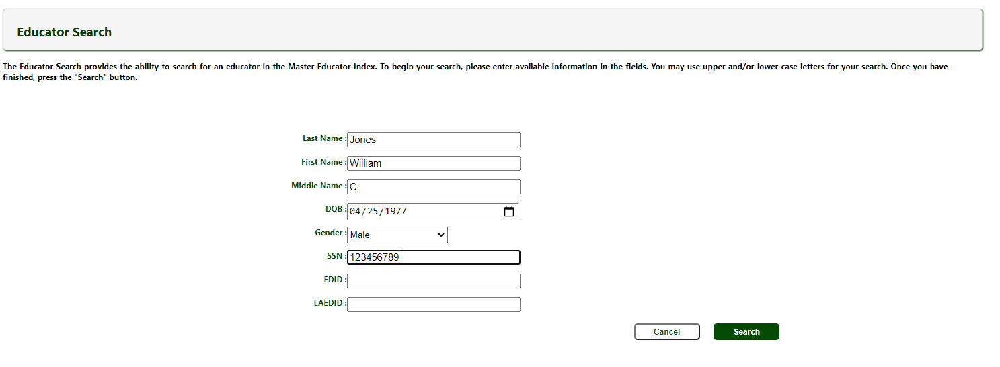 Educator Search
The Educator Search provides the ability to search for an educator in the Master Educator Index. To begin your search, please enter available information in the fields. You may use upper and/or lower case letters for your search. Once you have
finished, press the "Search" button.
Last Name : Jones
First Name : William
Middle Name : C
DOB : 04/25/1977
Gender : Male
SSN : 123456789
EDID :
LAEDID :
Cancel Search